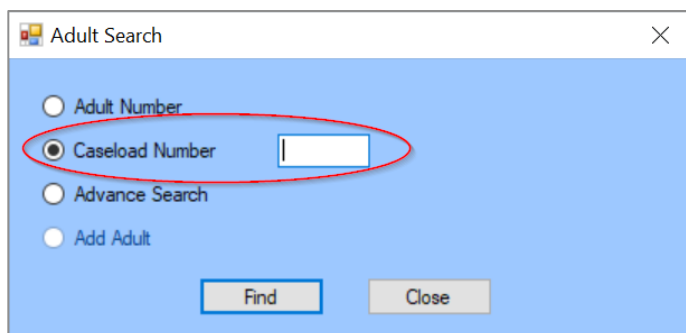 Adult Search
Adult Number
Caseload Number
Advance Search
Add Adult
Find Close